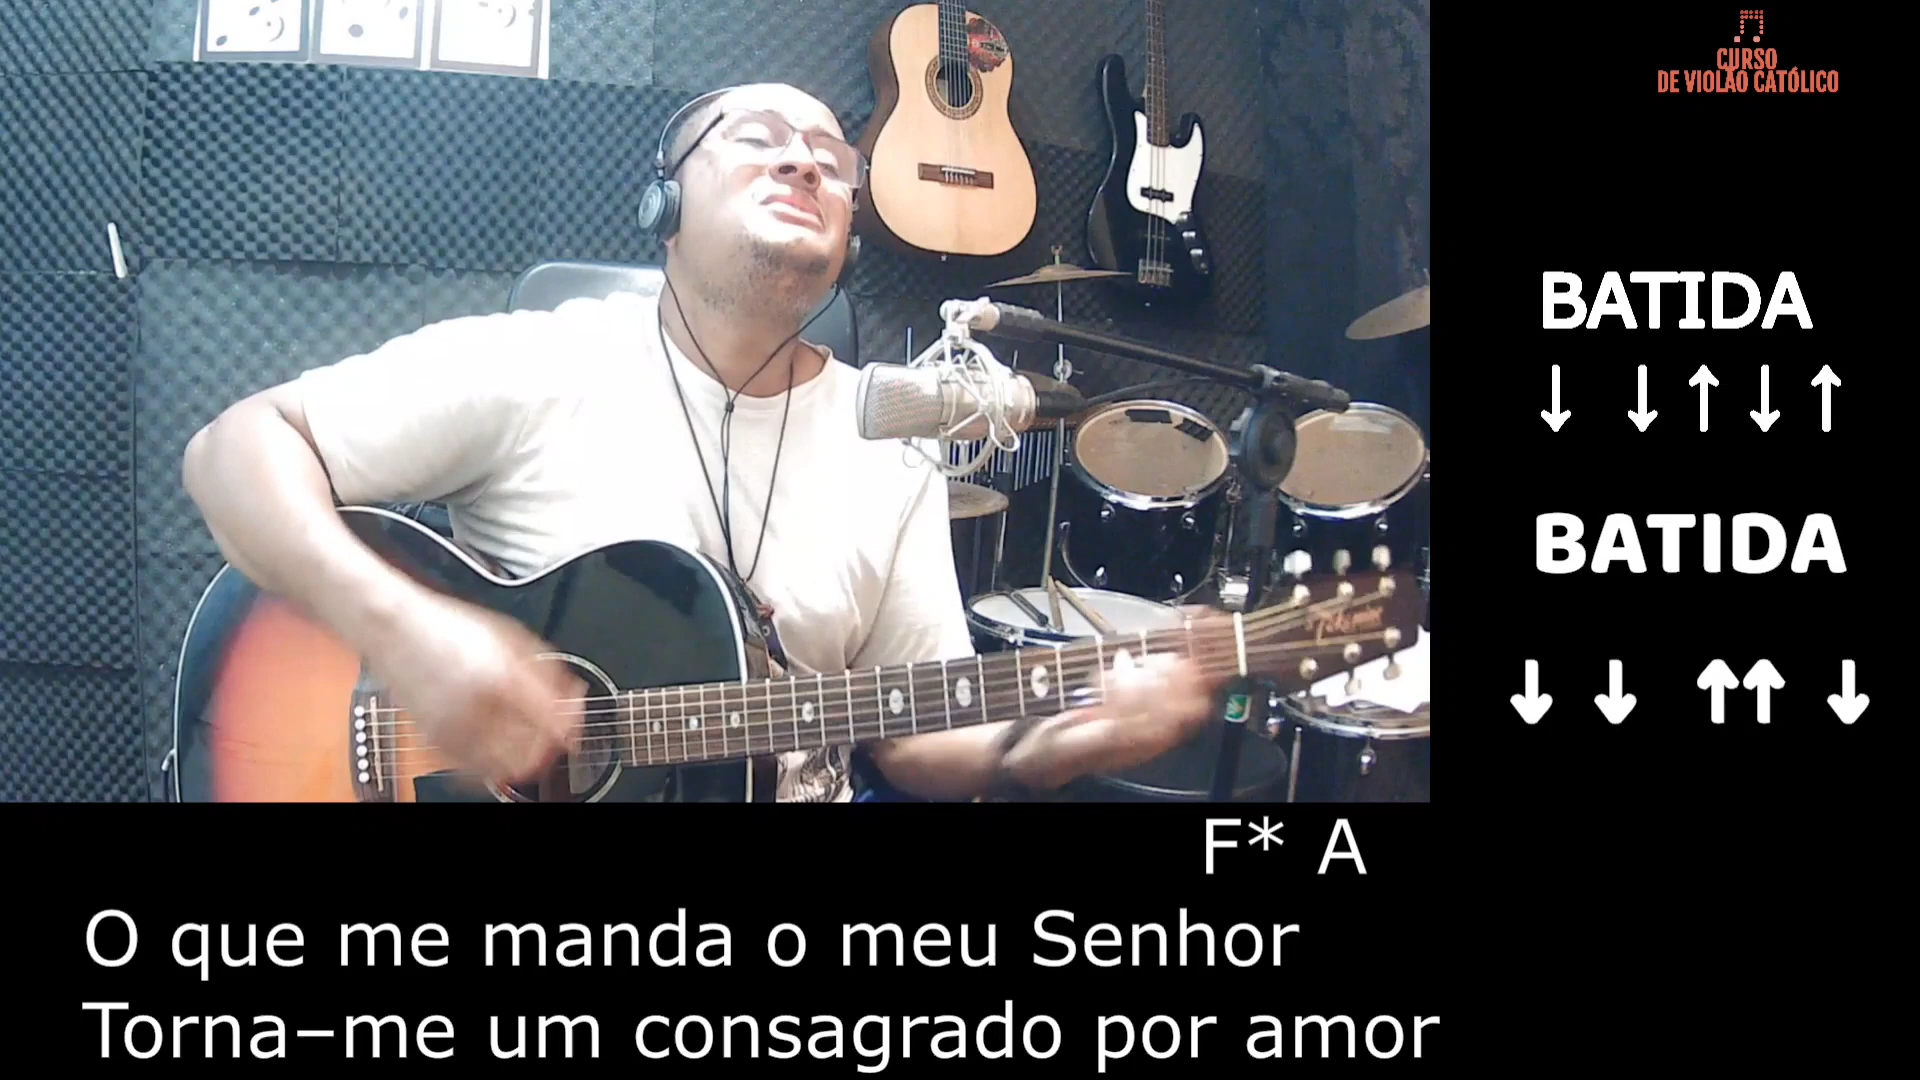 CURSO
DE VIOLÃO CATÓLICO
BATIDA
↓ ↓ ↑ ↓ ↑
BATIDA
↓ ↓ ↑↑ ↓
F* A
O que me manda o meu Senhor
Torna–me um consagrado por amor